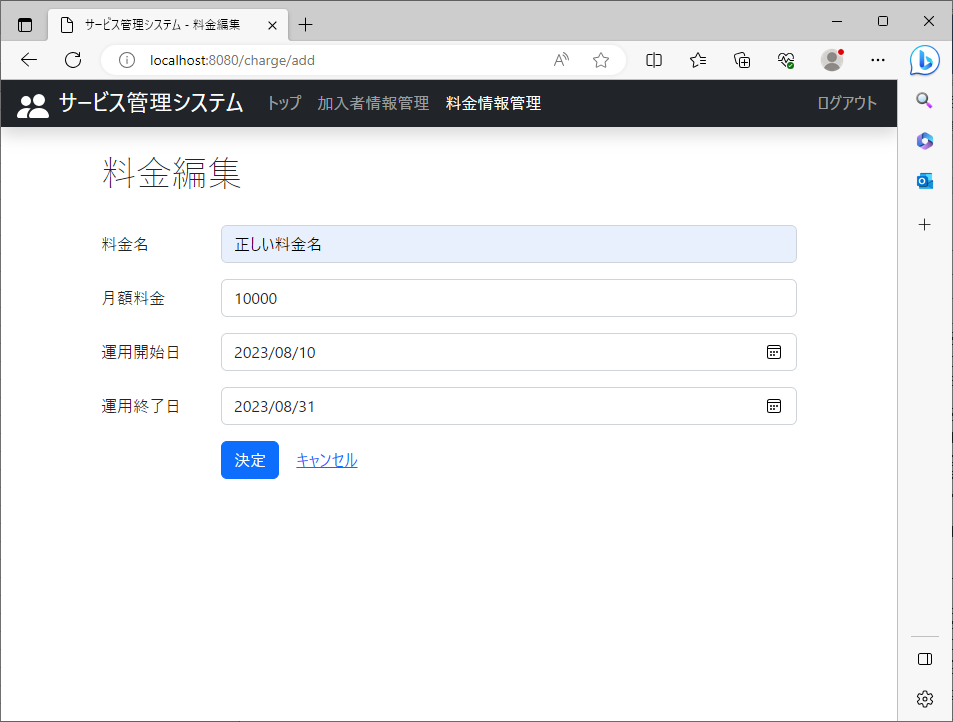 サービス管理システム - 料金編集
localhost:8080/charge/add
サービス管理システム トップ 加入者情報管理 料金情報管理 ログアウト
料金編集
料金名 正しい料金名
月額料金 10000
運用開始日 2023/08/10
運用終了日 2023/08/31
決定 キャンセル